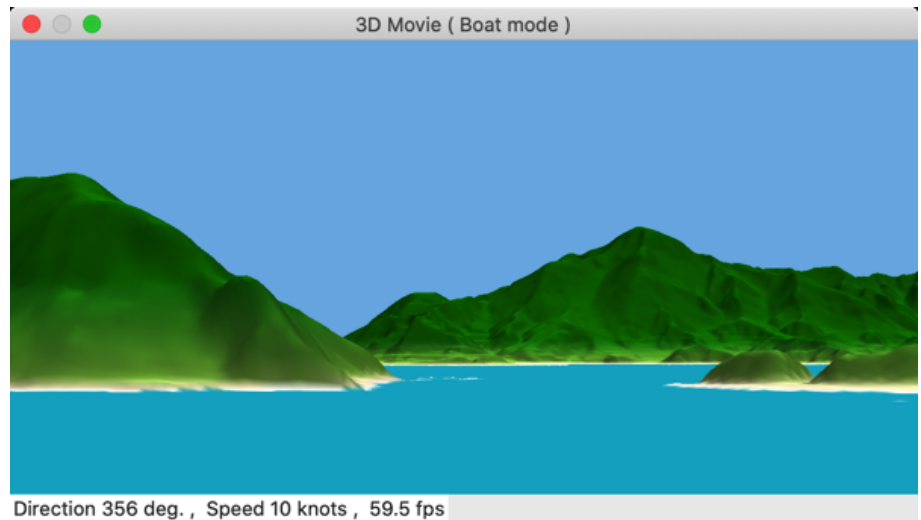 3D Movie ( Boat mode )
Direction 356 deg. ,  Speed 10 knots ,  59.5 fps